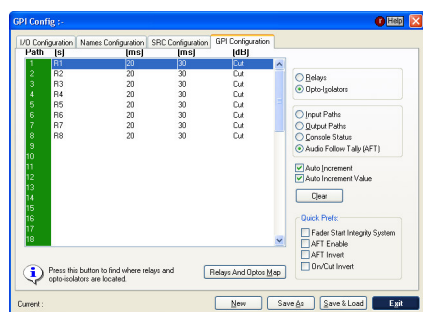 GPI Config :-
Help
I/O Configuration Names Configuration SRC Configuration GPI Configuration
Path [s] [ms] [ms] [dB]
1 R1 20 30 Cut
2 R2 20 30 Cut
3 R3 20 30 Cut
4 R4 20 30 Cut
5 R5 20 30 Cut
6 R6 20 30 Cut
7 R7 20 30 Cut
8 R8 20 30 Cut
9
10
11
12
13
14
15
16
17
18
Relays
Opto-Isolators
Input Paths
Output Paths
Console Status
Audio Follow Tally (AFT)
Auto Increment
Auto Increment Value
Clear
Quick Prefs:
Fader Start Integrity System
AFT Enable
AFT Invert
On/Cut Invert
Press this button to find where relays and
opto-isolators are located.
Relays And Optos Map
Current :
New Save As Save & Load Exit